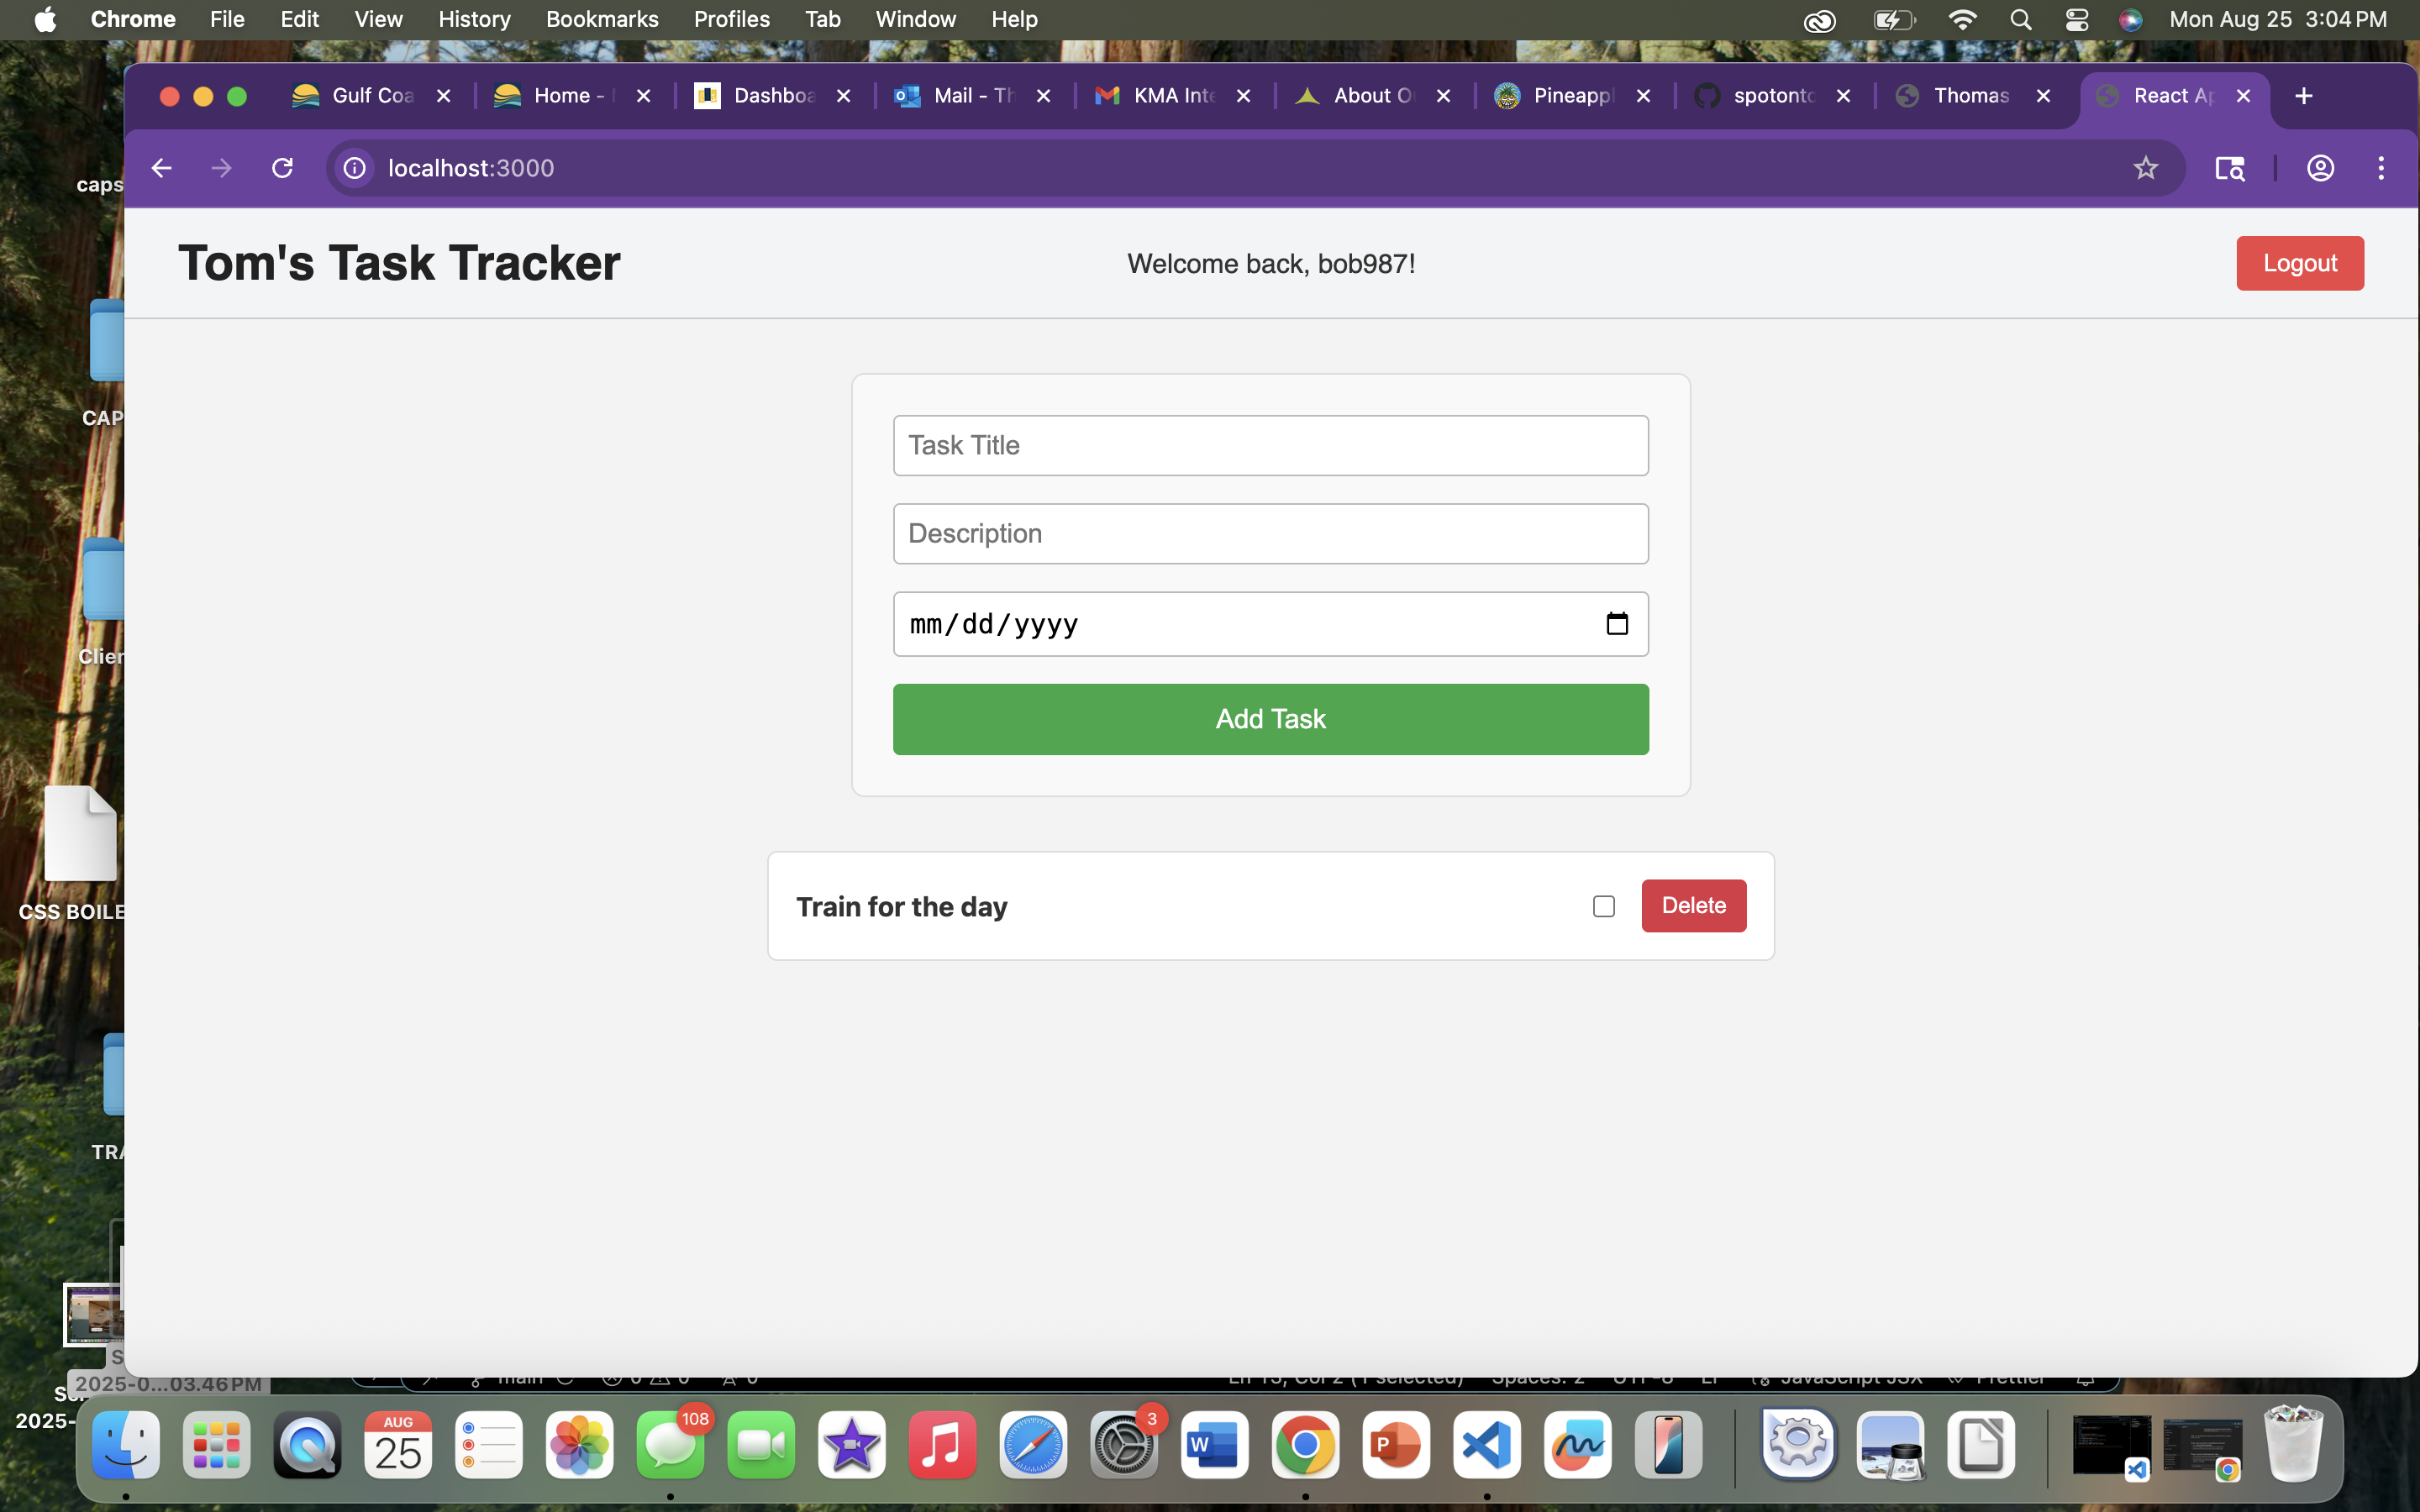 Chrome File Edit View History Bookmarks Profiles Tab Window Help Mon Aug 25 3:04 PM
Gulf Coa Home - Dashboa Mail - Th KMA Inte About O Pineappl spotonto Thomas React Ap
localhost:3000
Tom's Task Tracker Welcome back, bob987! Logout
Task Title
Description
mm/dd/yyyy
Add Task
Train for the day Delete
caps
CAP
Clien
CSS BOILE
TRA
2025-0...03.46 PM
2025-
108
3
AUG
25
W
P